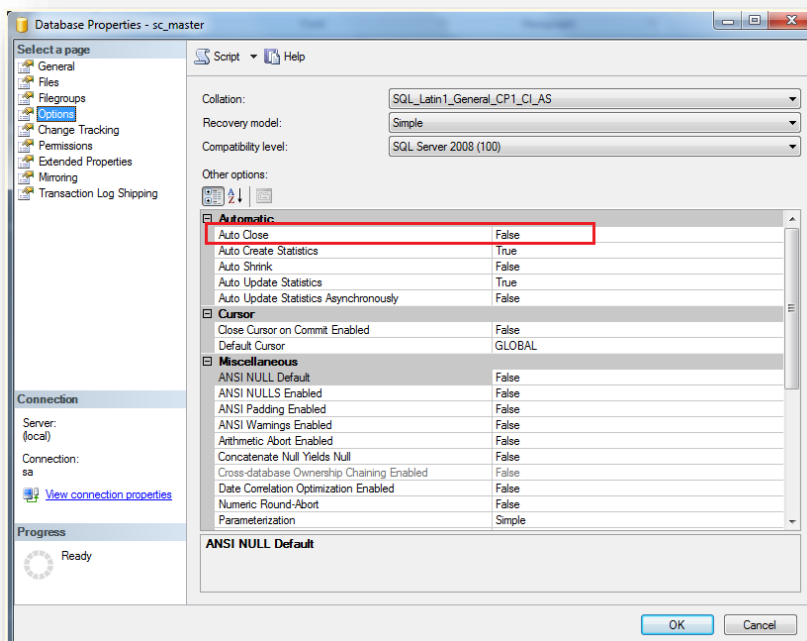 Database Properties - sc_master
Select a page
General
Files
Filegroups
Options
Change Tracking
Permissions
Extended Properties
Mirroring
Transaction Log Shipping
Connection
Server:
(local)
Connection:
sa
View connection properties
Progress
Ready
Script Help
Collation: SQL_Latin1_General_CP1_CI_AS
Recovery model: Simple
Compatibility level: SQL Server 2008 (100)
Other options:
Automatic
Auto Close False
Auto Create Statistics True
Auto Shrink False
Auto Update Statistics True
Auto Update Statistics Asynchronously False
Cursor
Close Cursor on Commit Enabled False
Default Cursor GLOBAL
Miscellaneous
ANSI NULL Default False
ANSI NULLS Enabled False
ANSI Padding Enabled False
ANSI Warnings Enabled False
Arithmetic Abort Enabled False
Concatenate Null Yields Null False
Cross-database Ownership Chaining Enabled False
Date Correlation Optimization Enabled False
Numeric Round-Abort False
Parameterization Simple
ANSI NULL Default
OK Cancel